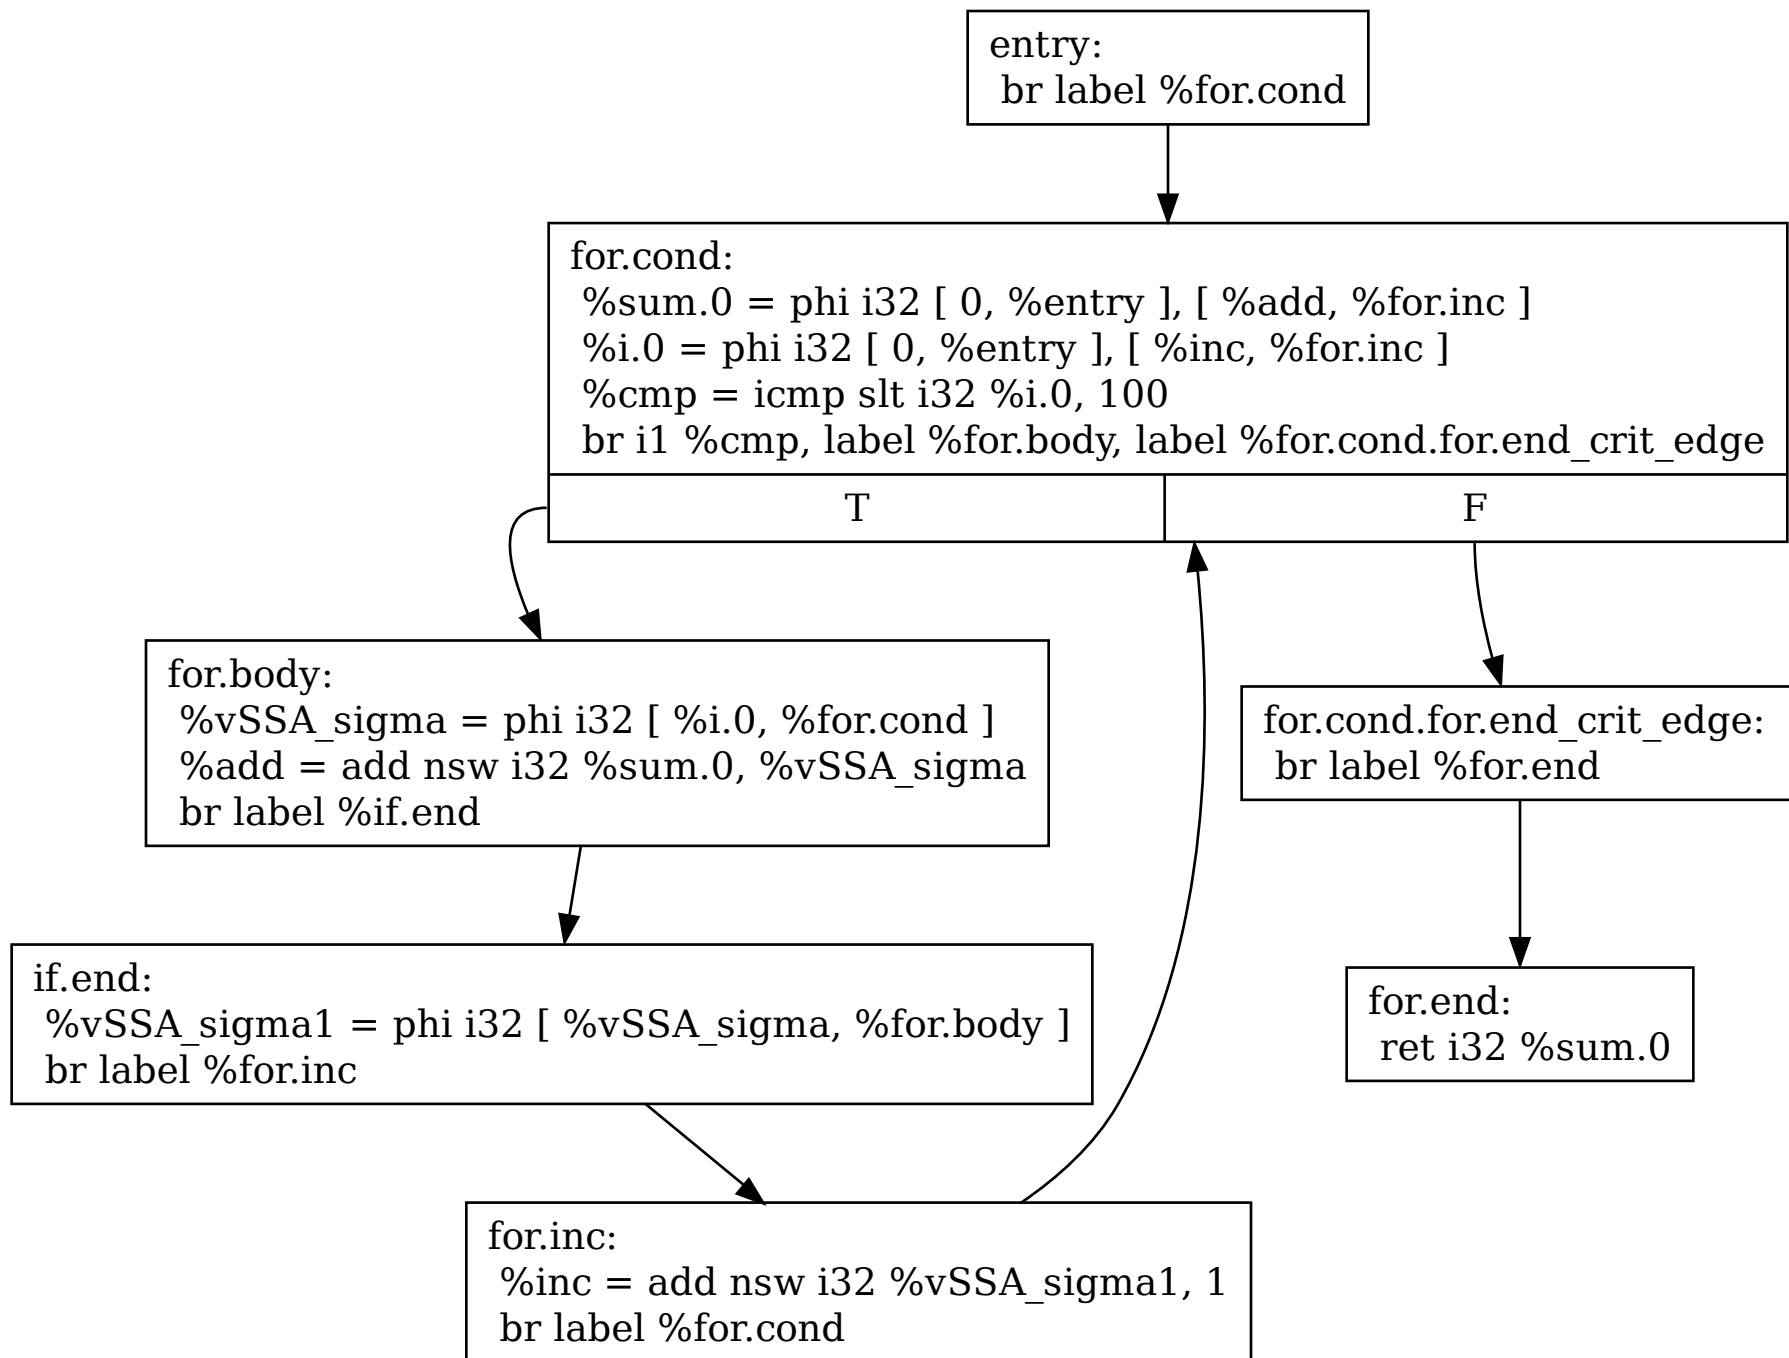 entry:
br label %for.cond
for.cond:
%sum.0 = phi i32 [ 0, %entry ], [ %add, %for.inc ]
%i.0 = phi i32 [ 0, %entry ], [ %inc, %for.inc ]
%cmp = icmp slt i32 %i.0, 100
br i1 %cmp, label %for.body, label %for.cond.for.end_crit_edge
T
F
for.body:
%vSSA_sigma = phi i32 [ %i.0, %for.cond ]
%add = add nsw i32 %sum.0, %vSSA_sigma
br label %if.end
for.cond.for.end_crit_edge:
br label %for.end
if.end:
%vSSA_sigma1 = phi i32 [ %vSSA_sigma, %for.body ]
br label %for.inc
for.end:
ret i32 %sum.0
for.inc:
%inc = add nsw i32 %vSSA_sigma1, 1
br label %for.cond